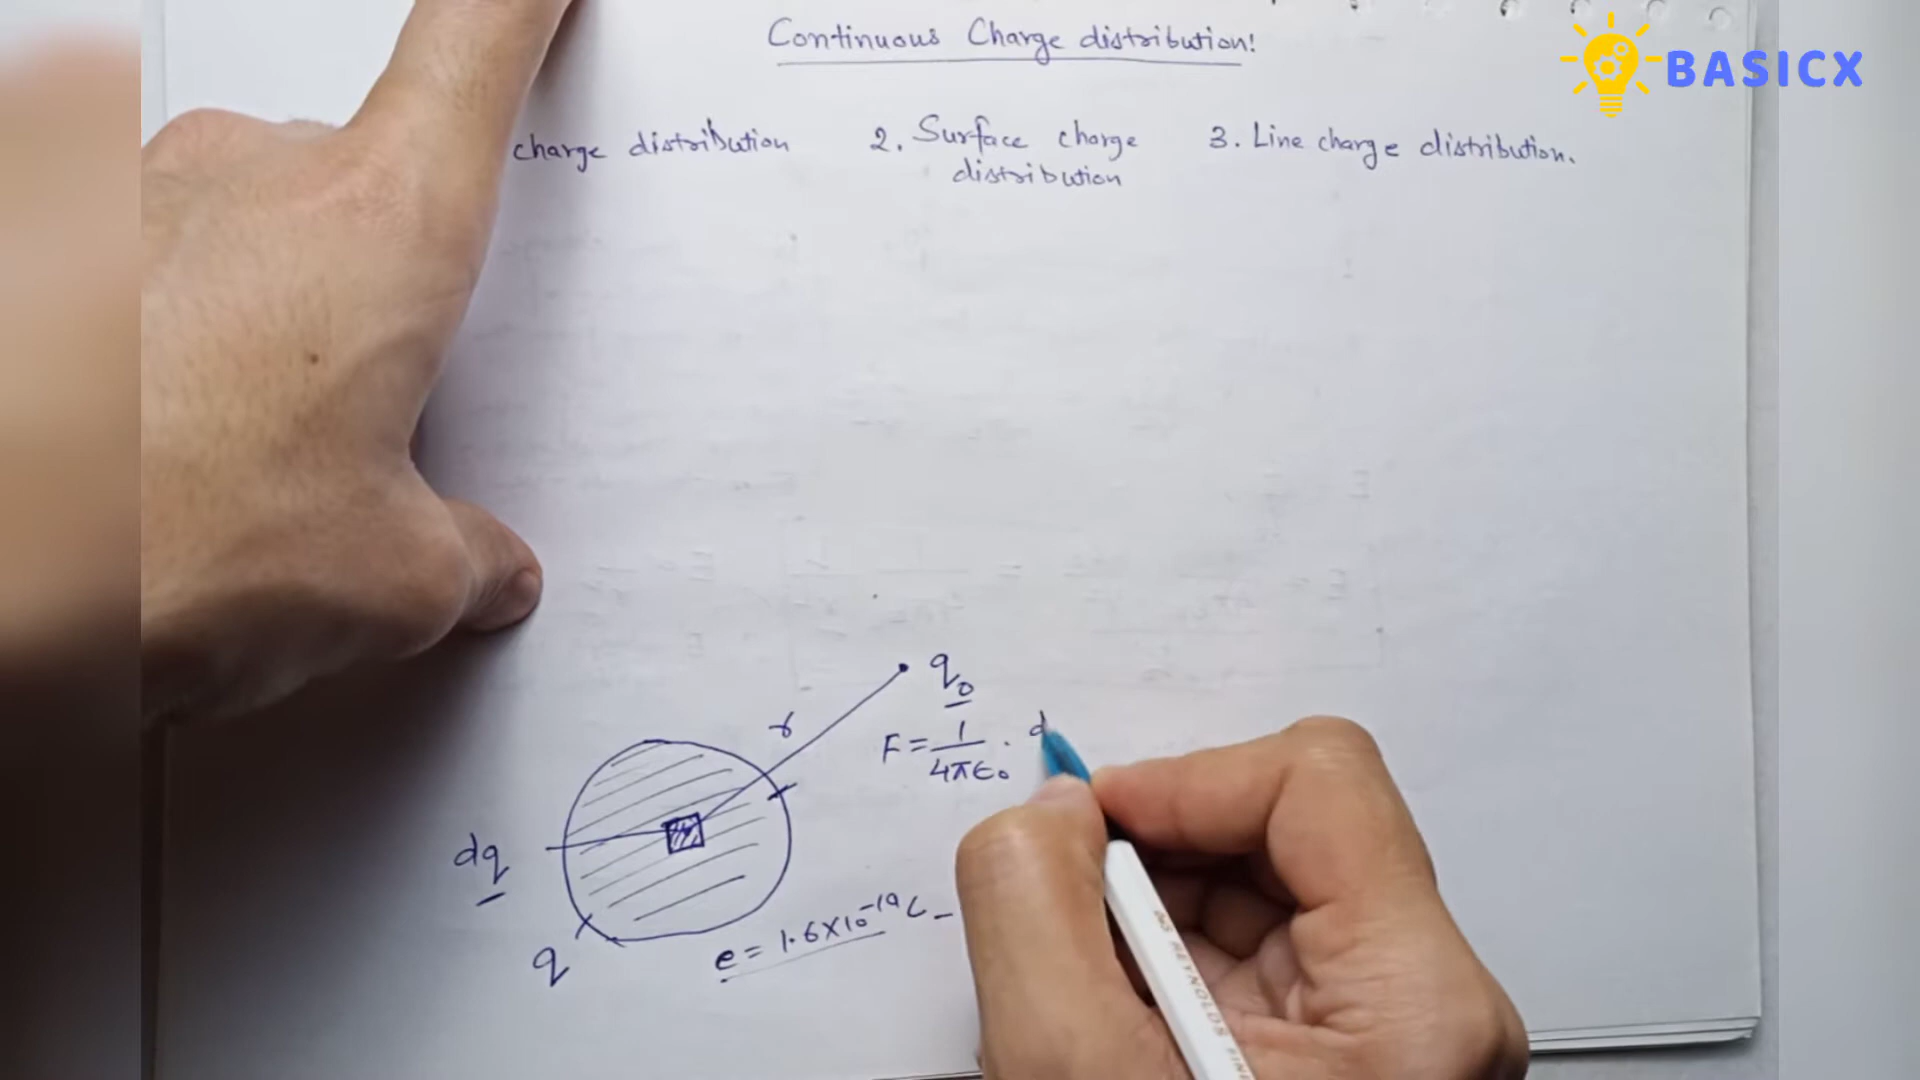 Continuous Charge distribution!
BASICX
charge distribution
2. Surface charge
distribution
3. Line charge distribution.
q₀
r
F = 1/4πϵ₀ · d
dq
e = 1.6×10⁻¹⁹C
q